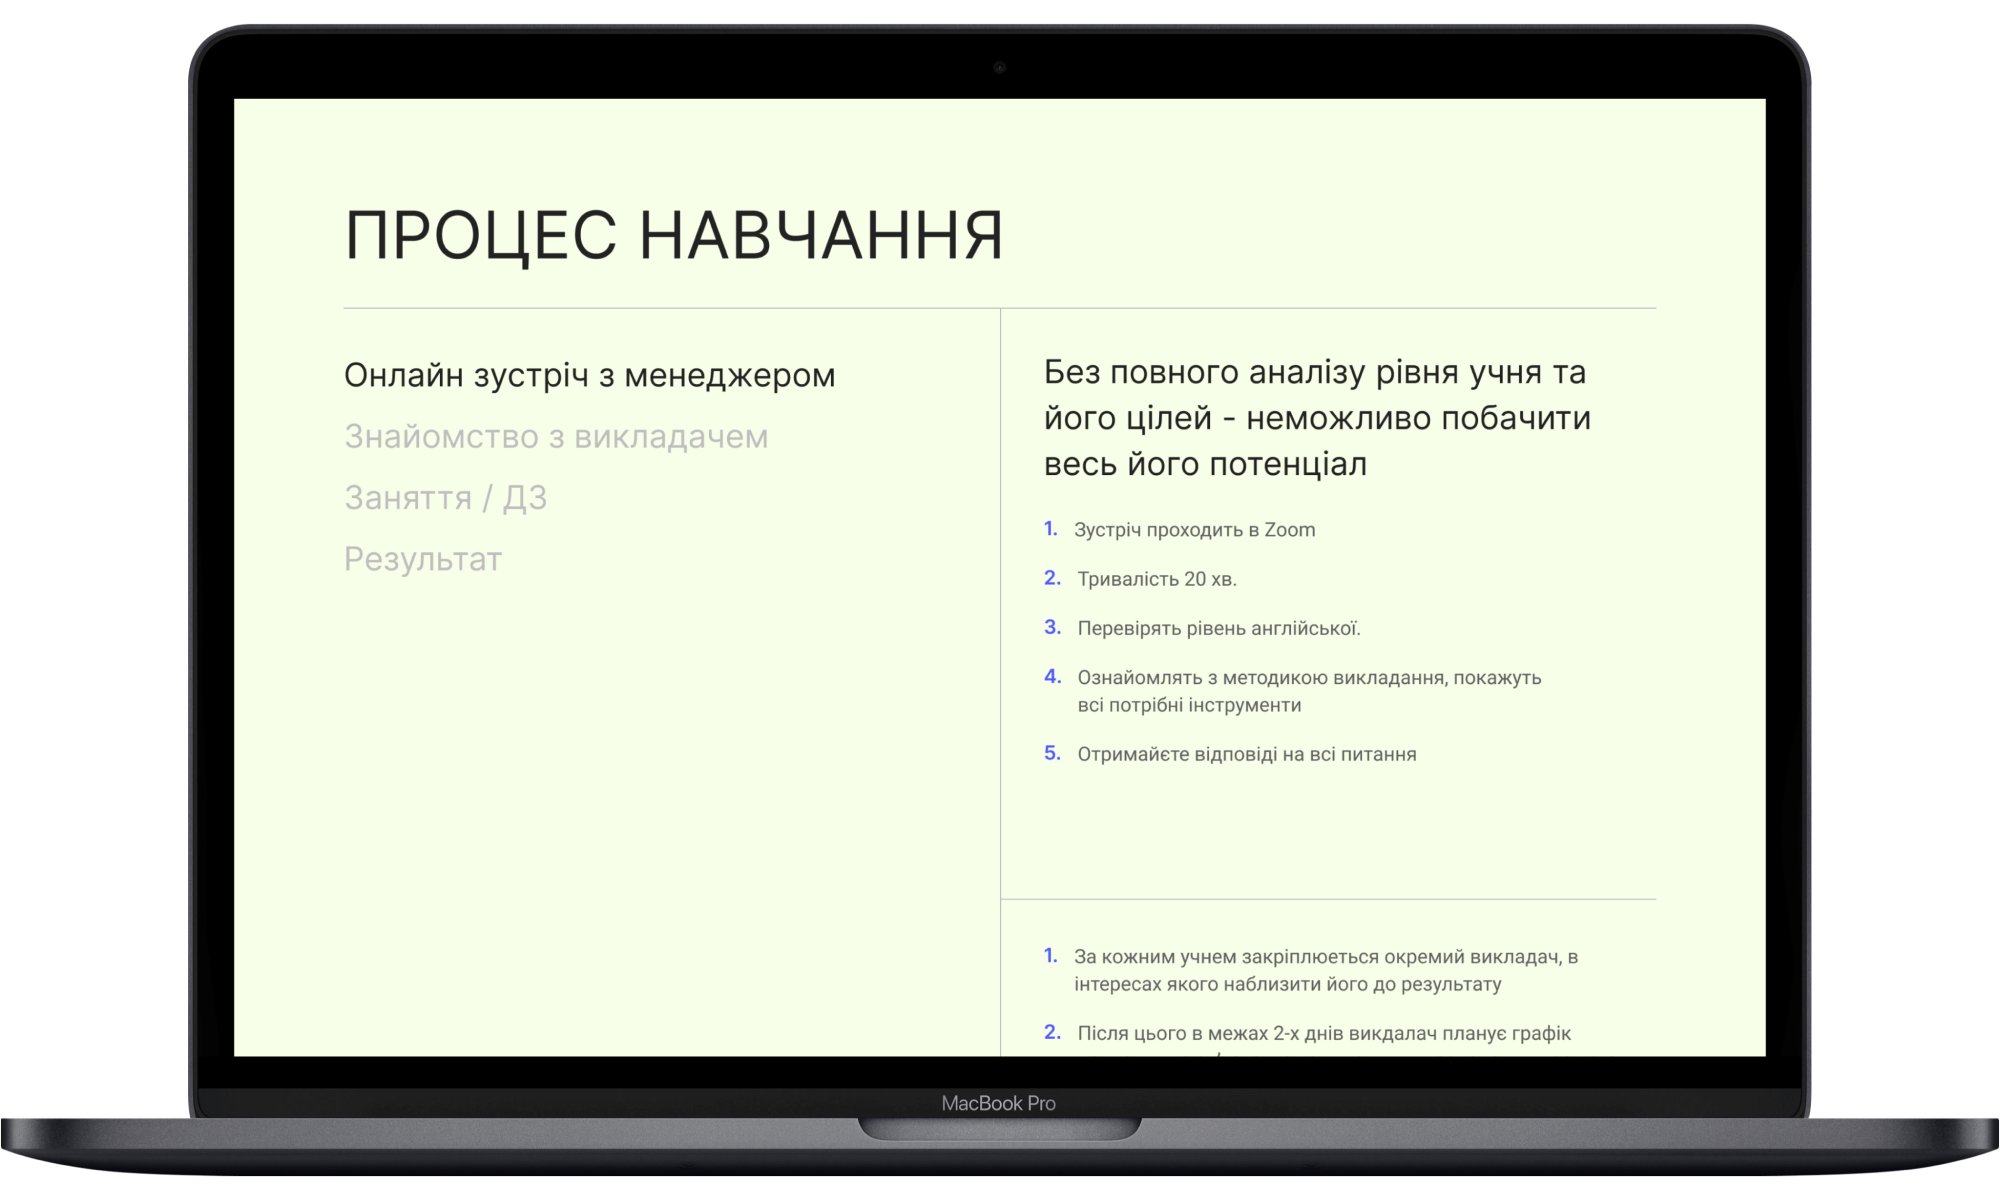 ПРОЦЕС НАВЧАННЯ
Онлайн зустріч з менеджером
Знайомство з викладачем
Заняття / ДЗ
Результат
Без повного аналізу рівня учня та
його цілей - неможливо побачити
весь його потенціал
1. Зустріч проходить в Zoom
2. Тривалість 20 хв.
3. Перевірять рівень англійської.
4. Ознайомлять з методикою викладання, покажуть
всі потрібні інструменти
5. Отримайєте відповіді на всі питання
1. За кожним учнем закріплюеться окремий викладач, в
інтересах якого наблизити його до результату
2. Після цього в межах 2-х днів викдалач планує графік
MacBook Pro